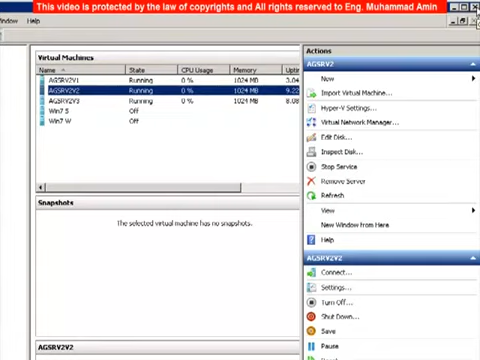 This video is protected by the law of copyrights and All rights reserved to Eng. Muhammad Amin
Window Help
Virtual Machines
Name State CPU Usage Memory
AGSRV2V1 Running 0 % 1024 MB
AGSRV2V2 Running 0 % 1024 MB
AGSRV2V3 Running 0 % 1024 MB
Win7 S Off
Win7 W Off
Snapshots
The selected virtual machine has no snapshots.
AGSRV2V2
Actions
AGSRV2
New
Import Virtual Machine...
Hyper-V Settings...
Virtual Network Manager...
Edit Disk...
Inspect Disk...
Stop Service
Remove Server
Refresh
View
New Window from Here
Help
AGSRV2V2
Connect...
Settings...
Turn Off...
Shut Down...
Save
Pause